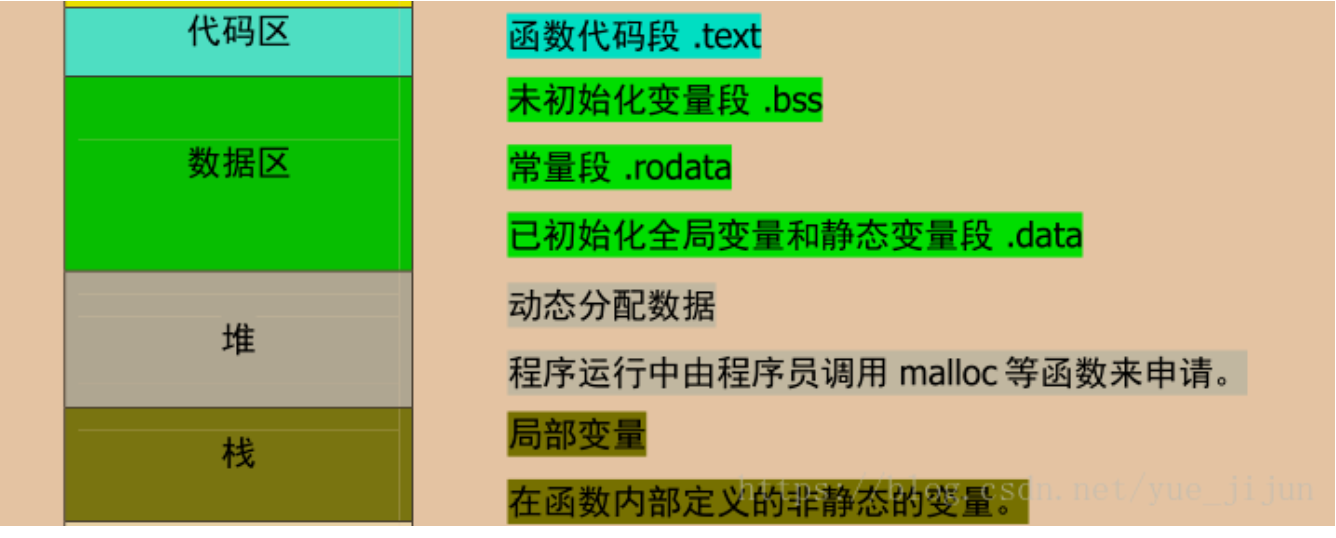 代码区
函数代码段 .text
未初始化变量段 .bss
数据区
常量段 .rodata
已初始化全局变量和静态变量段 .data
堆
动态分配数据
程序运行中由程序员调用 malloc 等函数来申请。
栈
局部变量
在函数内部定义的非静态的变量。
https://blog.csdn.net/yue_jijun